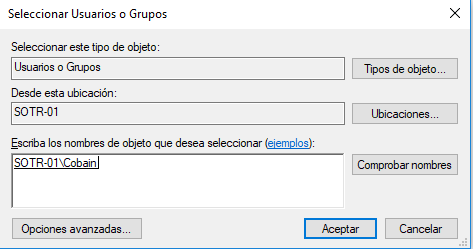 Seleccionar Usuarios o Grupos
Seleccionar este tipo de objeto:
Usuarios o Grupos
Tipos de objeto...
Desde esta ubicación:
SOTR-01
Ubicaciones...
Escriba los nombres de objeto que desea seleccionar (ejemplos):
SOTR-01\Cobain
Comprobar nombres
Opciones avanzadas...
Aceptar
Cancelar